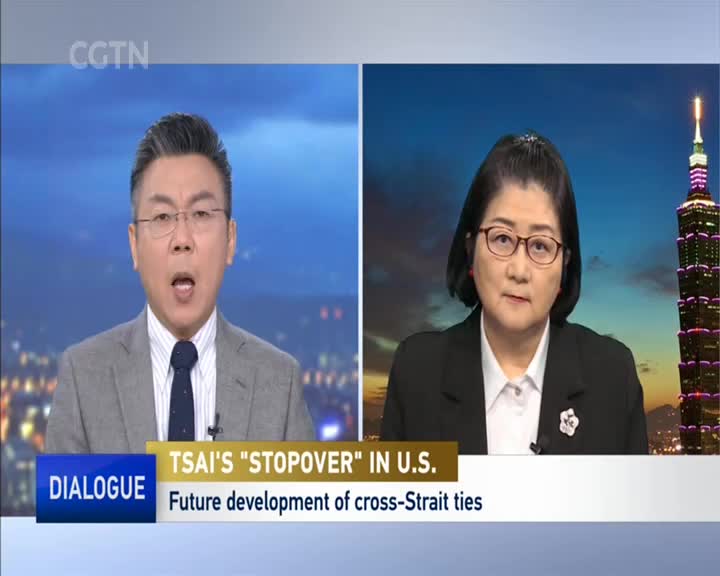 CGTN
TSAI'S "STOPOVER" IN U.S.
DIALOGUE
Future development of cross-Strait ties